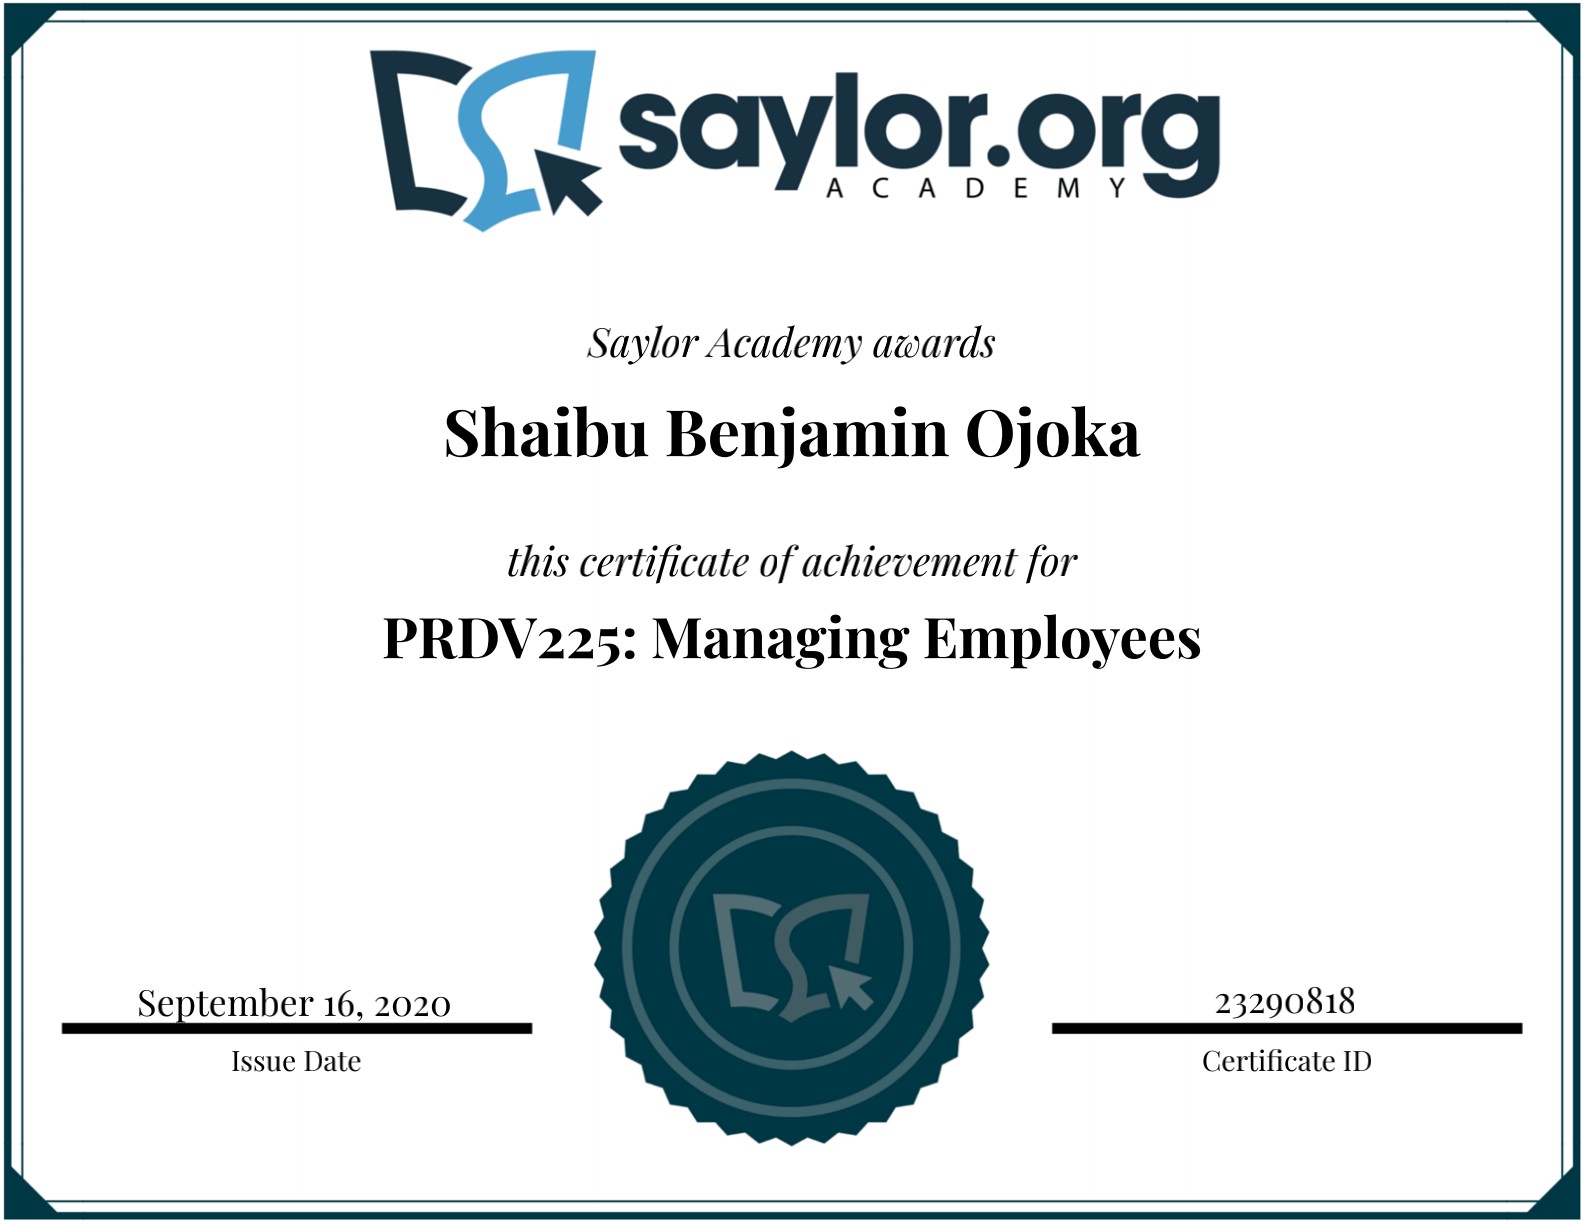 saylor.org
ACADEMY
Saylor Academy awards
Shaibu Benjamin Ojoka
this certificate of achievement for
PRDV225: Managing Employees
September 16, 2020
Issue Date
23290818
Certificate ID